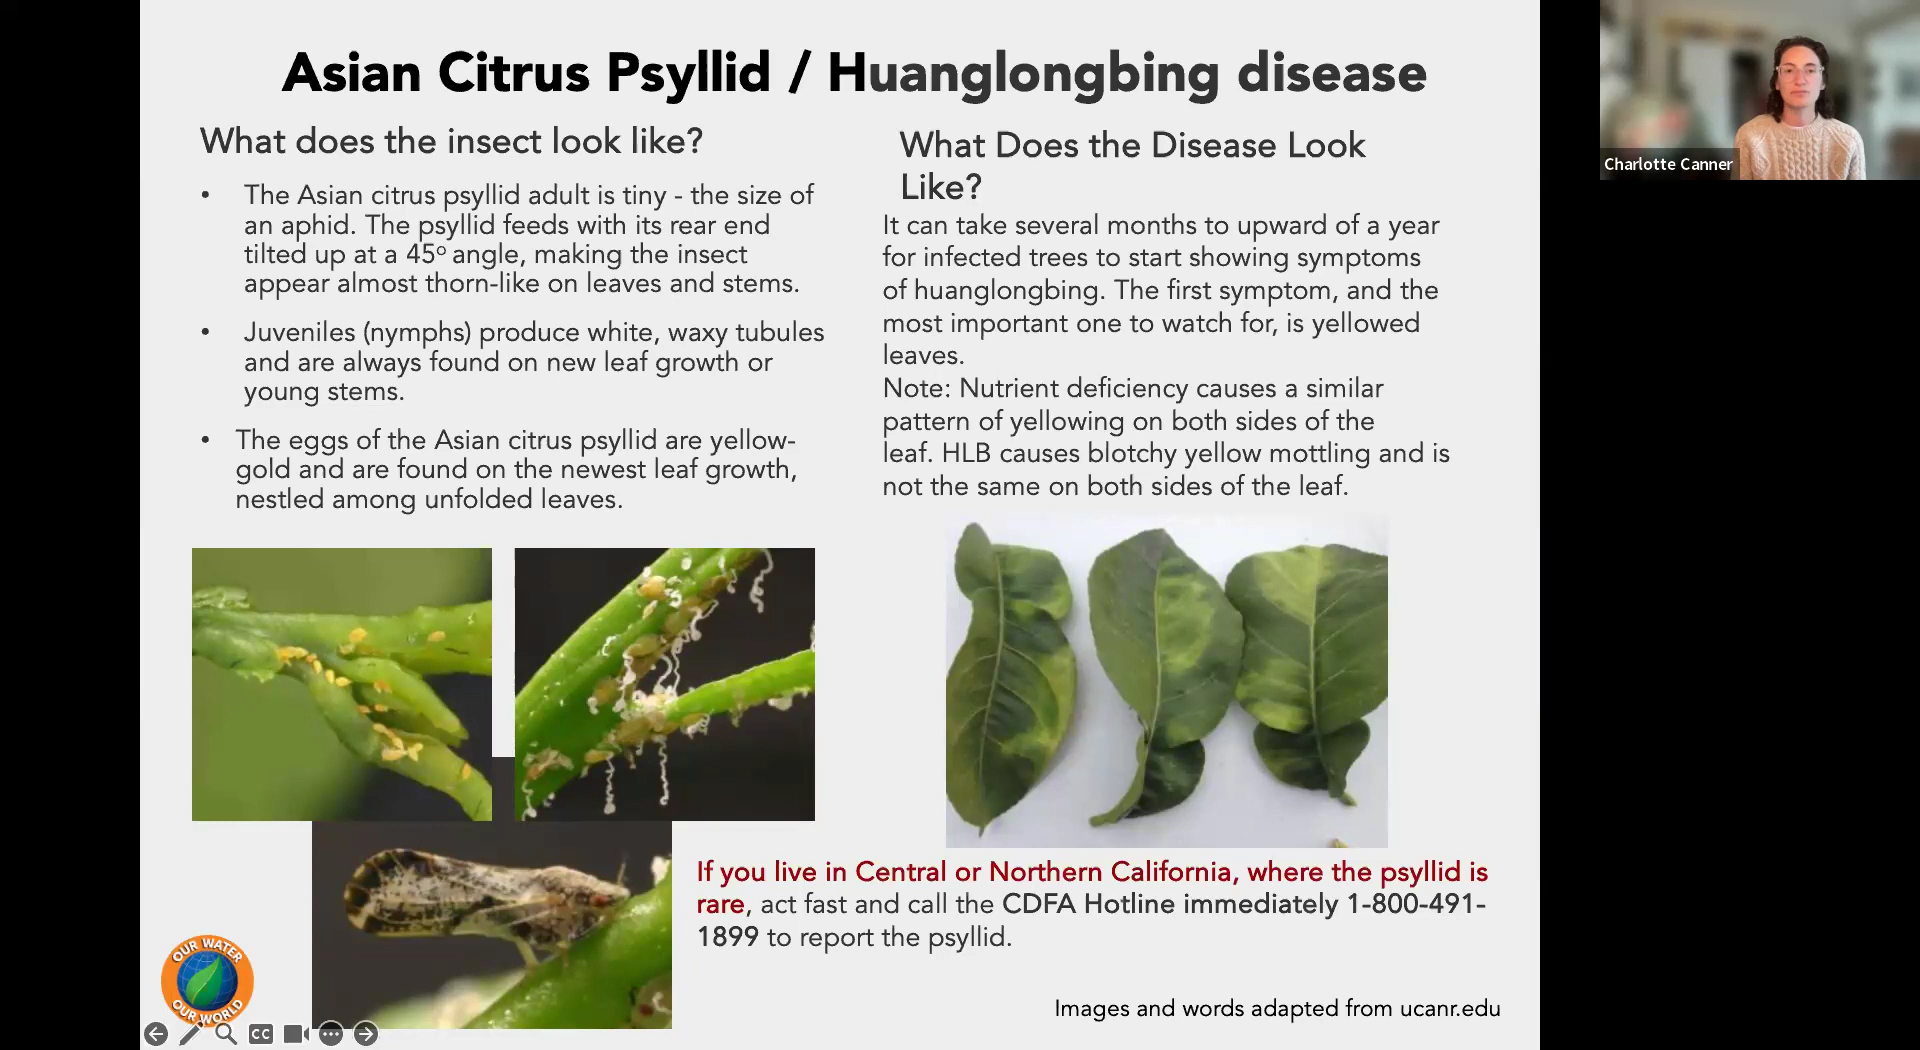 Asian Citrus Psyllid / Huanglongbing disease
What does the insect look like?
• The Asian citrus psyllid adult is tiny - the size of
an aphid. The psyllid feeds with its rear end
tilted up at a 45º angle, making the insect
appear almost thorn-like on leaves and stems.
• Juveniles (nymphs) produce white, waxy tubules
and are always found on new leaf growth or
young stems.
• The eggs of the Asian citrus psyllid are yellow-
gold and are found on the newest leaf growth,
nestled among unfolded leaves.
What Does the Disease Look
Like?
It can take several months to upward of a year
for infected trees to start showing symptoms
of huanglongbing. The first symptom, and the
most important one to watch for, is yellowed
leaves.
Note: Nutrient deficiency causes a similar
pattern of yellowing on both sides of the
leaf. HLB causes blotchy yellow mottling and is
not the same on both sides of the leaf.
If you live in Central or Northern California, where the psyllid is
rare, act fast and call the CDFA Hotline immediately 1-800-491-
1899 to report the psyllid.
Images and words adapted from ucanr.edu
OUR WATER
OUR WORLD
CC
Charlotte Canner